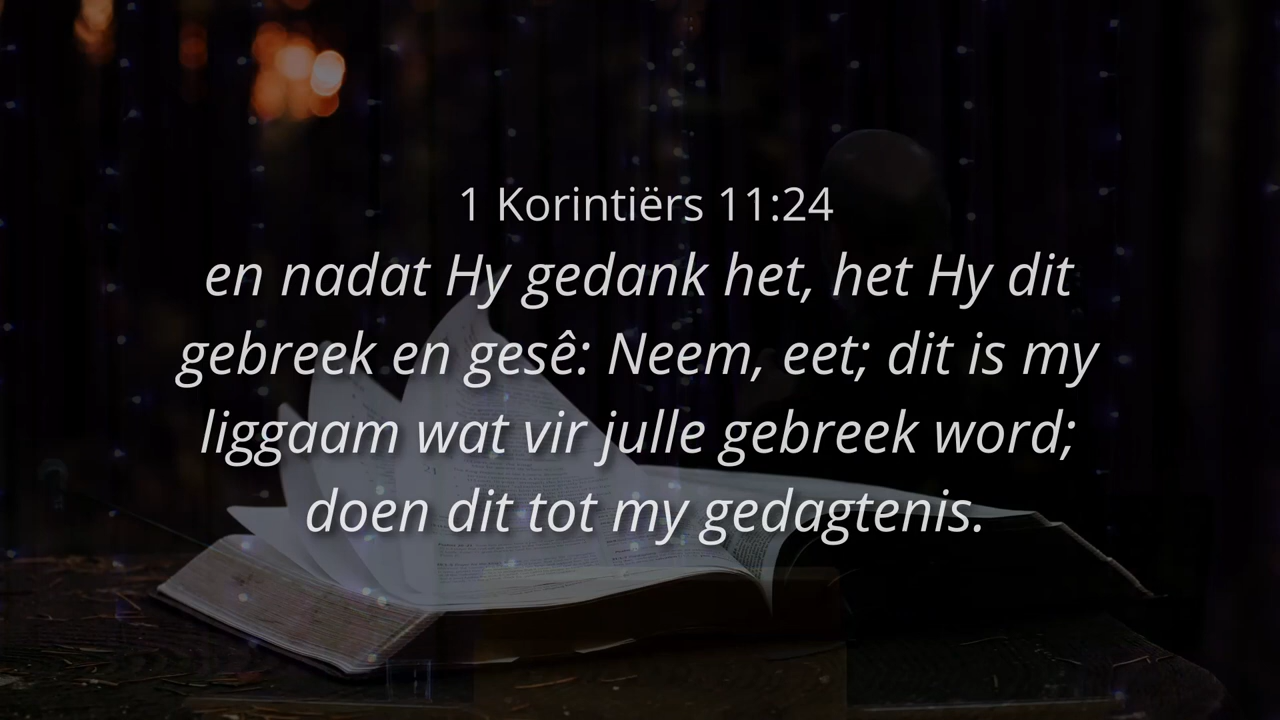 1 Korintiërs 11:24
en nadat Hy gedank het, het Hy dit
gebreek en gesê: Neem, eet; dit is my
liggaam wat vir julle gebreek word;
doen dit tot my gedagtenis.